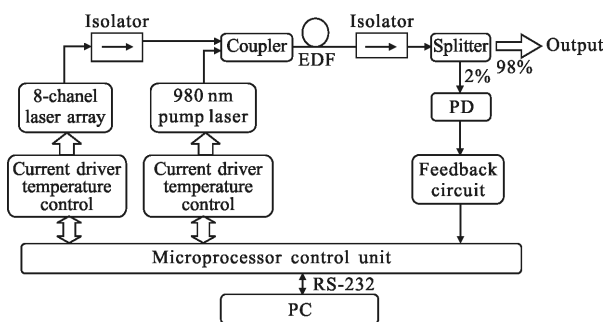 Isolator
Isolator
Coupler
EDF
Splitter
Output
98%
2%
8-chanel
laser array
980 nm
pump laser
PD
Current driver
temperature
control
Current driver
temperature
control
Feedback
circuit
Microprocessor control unit
RS-232
PC